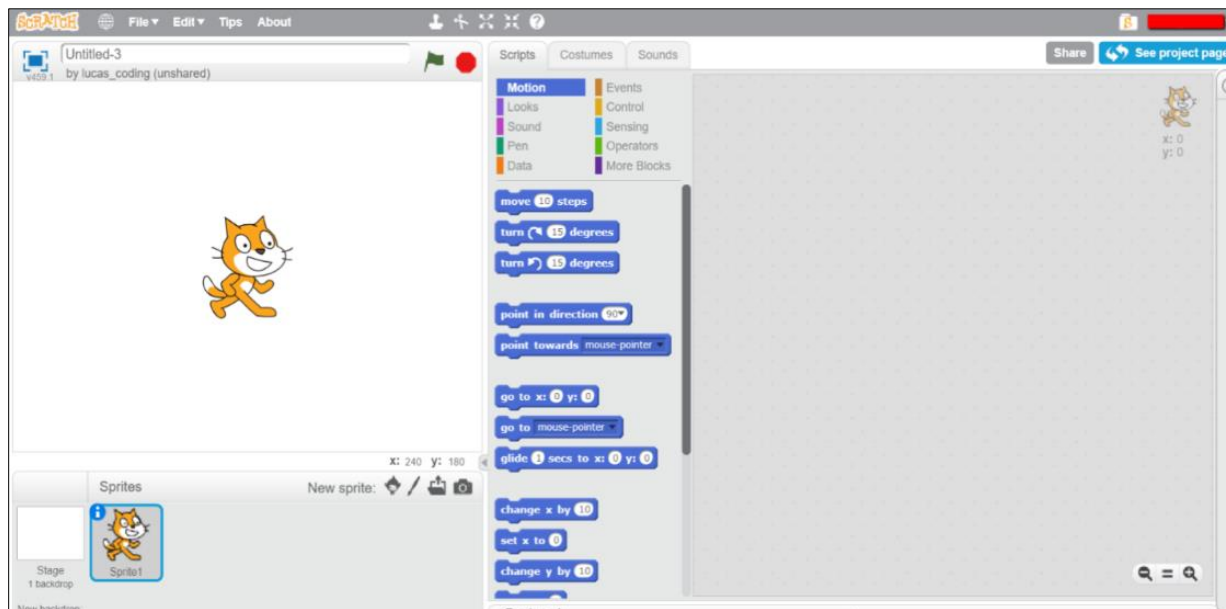 SCRATCH File Edit Tips About
v459.1
Untitled-3
by lucas_coding (unshared)
Scripts Costumes Sounds
Share See project page
Motion Events
Looks Control
Sound Sensing
Pen Operators
Data More Blocks
x: 0
y: 0
move 10 steps
turn 15 degrees
turn 15 degrees
point in direction 90
point towards mouse-pointer
go to x: 0 y: 0
go to mouse-pointer
glide 1 secs to x: 0 y: 0
change x by 10
set x to 0
change y by 10
X: 240 y: 180
Sprites New sprite:
Stage
1 backdrop
Sprite1
New backdrop: